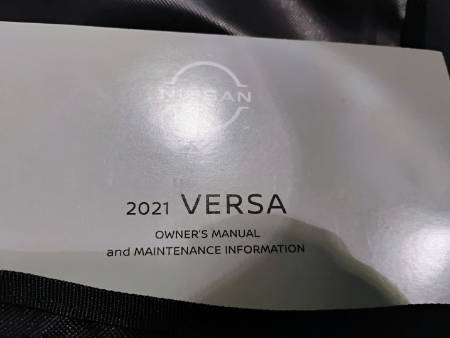 NISSAN
2021 VERSA
OWNER'S MANUAL
and MAINTENANCE INFORMATION